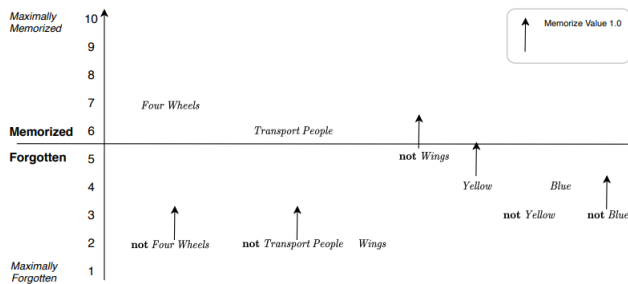 Maximally
Memorized
10
Memorize Value 1.0
9
8
7
Four Wheels
Memorized
6
Transport People
Forgotten
5
not Wings
4
Yellow
Blue
3
not Yellow
not Blue
2
not Four Wheels
not Transport People
Wings
Maximally
Forgotten
1